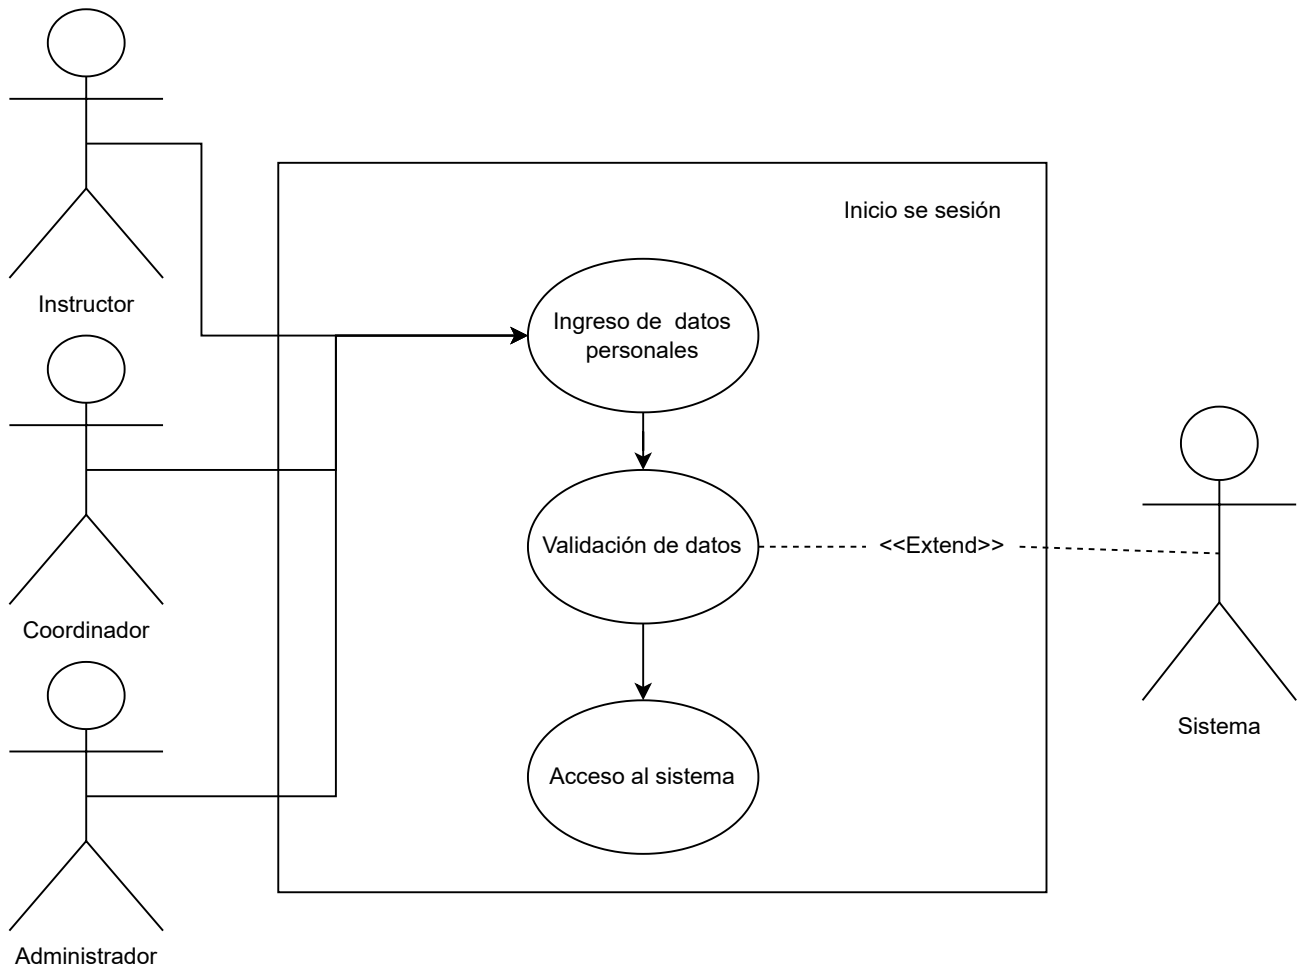 Inicio se sesión
Instructor
Ingreso de datos
personales
Validación de datos
<<Extend>>
Coordinador
Sistema
Acceso al sistema
Administrador